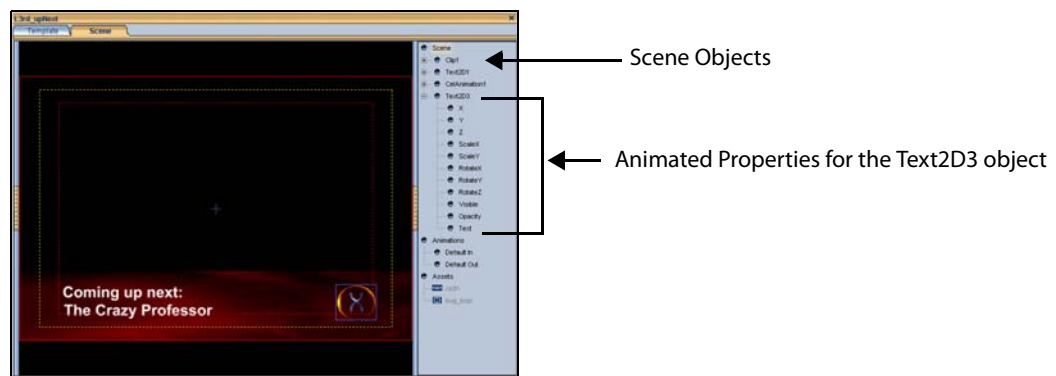 L3rd_upNext
Template
Scene
Scene
Clip1
Text2D1
CelAnimation1
Text2D3
X
Y
Z
ScaleX
ScaleY
RotateX
RotateY
RotateZ
Visible
Opacity
Text
Animations
Default In
Default Out
Assets
Coming up next:
The Crazy Professor
Scene Objects
Animated Properties for the Text2D3 object